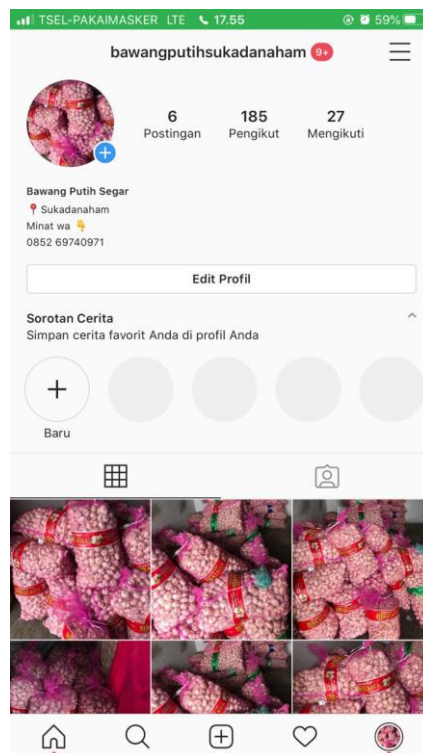 TSEL-PAKAIMASKER LTE 17.55 59%
bawangputihsukadanaham 9+
6 185 27
Postingan Pengikut Mengikuti
Bawang Putih Segar
Sukadanaham
Minat wa
0852 69740971
Edit Profil
Sorotan Cerita
Simpan cerita favorit Anda di profil Anda
Baru